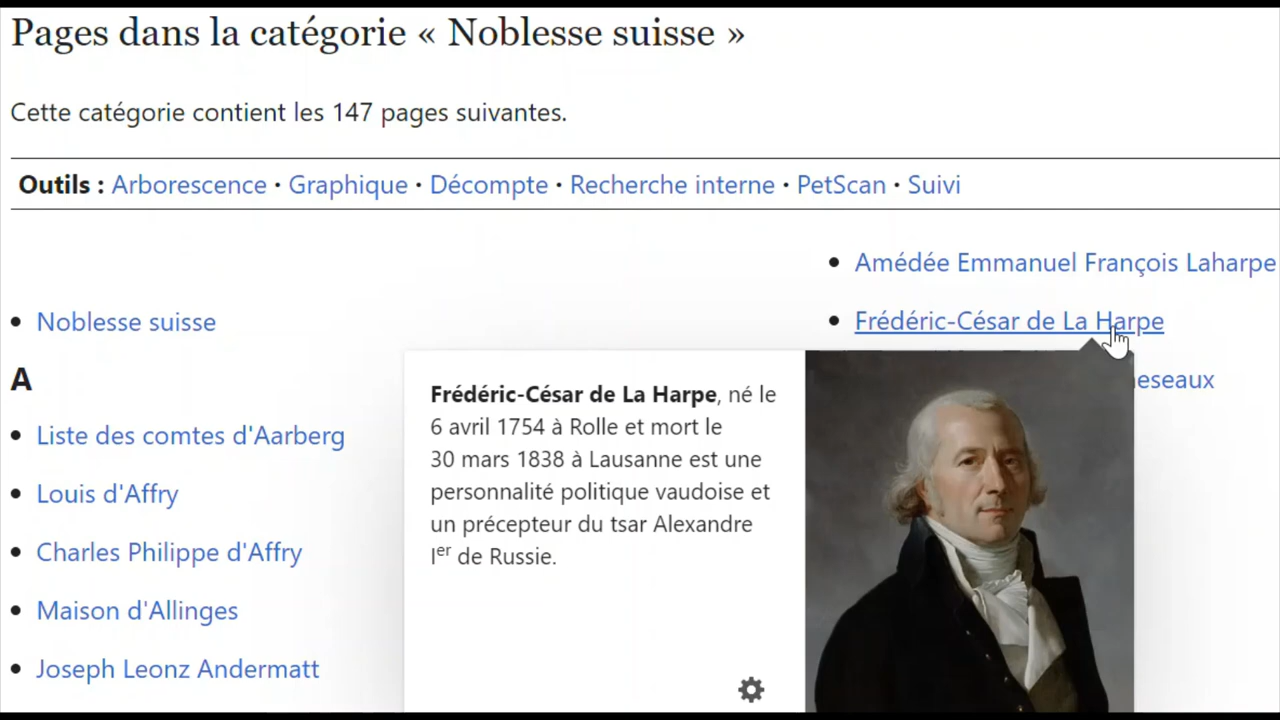 Pages dans la catégorie « Noblesse suisse »
Cette catégorie contient les 147 pages suivantes.
Outils : Arborescence · Graphique · Décompte · Recherche interne · PetScan · Suivi
Noblesse suisse
A
Liste des comtes d'Aarberg
Louis d'Affry
Charles Philippe d'Affry
Maison d'Allinges
Joseph Leonz Andermatt
Amédée Emmanuel François Laharpe
Frédéric-César de La Harpe
eseaux
Frédéric-César de La Harpe, né le
6 avril 1754 à Rolle et mort le
30 mars 1838 à Lausanne est une
personnalité politique vaudoise et
un précepteur du tsar Alexandre
Ier de Russie.